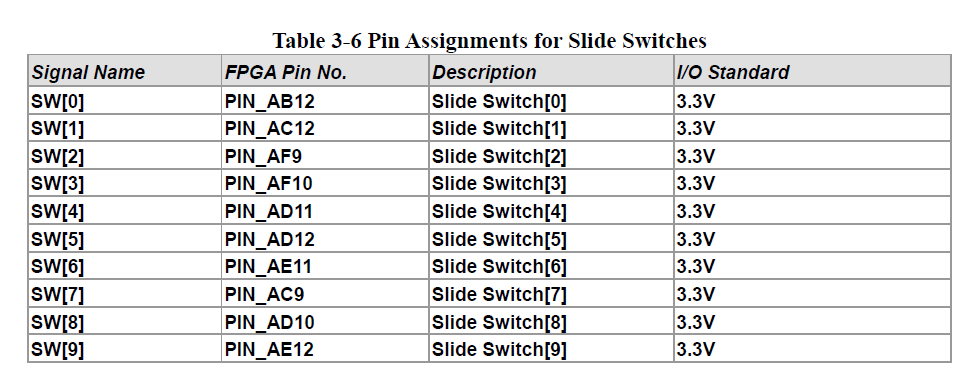 Table 3-6 Pin Assignments for Slide Switches
Signal Name FPGA Pin No. Description I/O Standard
SW[0] PIN_AB12 Slide Switch[0] 3.3V
SW[1] PIN_AC12 Slide Switch[1] 3.3V
SW[2] PIN_AF9 Slide Switch[2] 3.3V
SW[3] PIN_AF10 Slide Switch[3] 3.3V
SW[4] PIN_AD11 Slide Switch[4] 3.3V
SW[5] PIN_AD12 Slide Switch[5] 3.3V
SW[6] PIN_AE11 Slide Switch[6] 3.3V
SW[7] PIN_AC9 Slide Switch[7] 3.3V
SW[8] PIN_AD10 Slide Switch[8] 3.3V
SW[9] PIN_AE12 Slide Switch[9] 3.3V